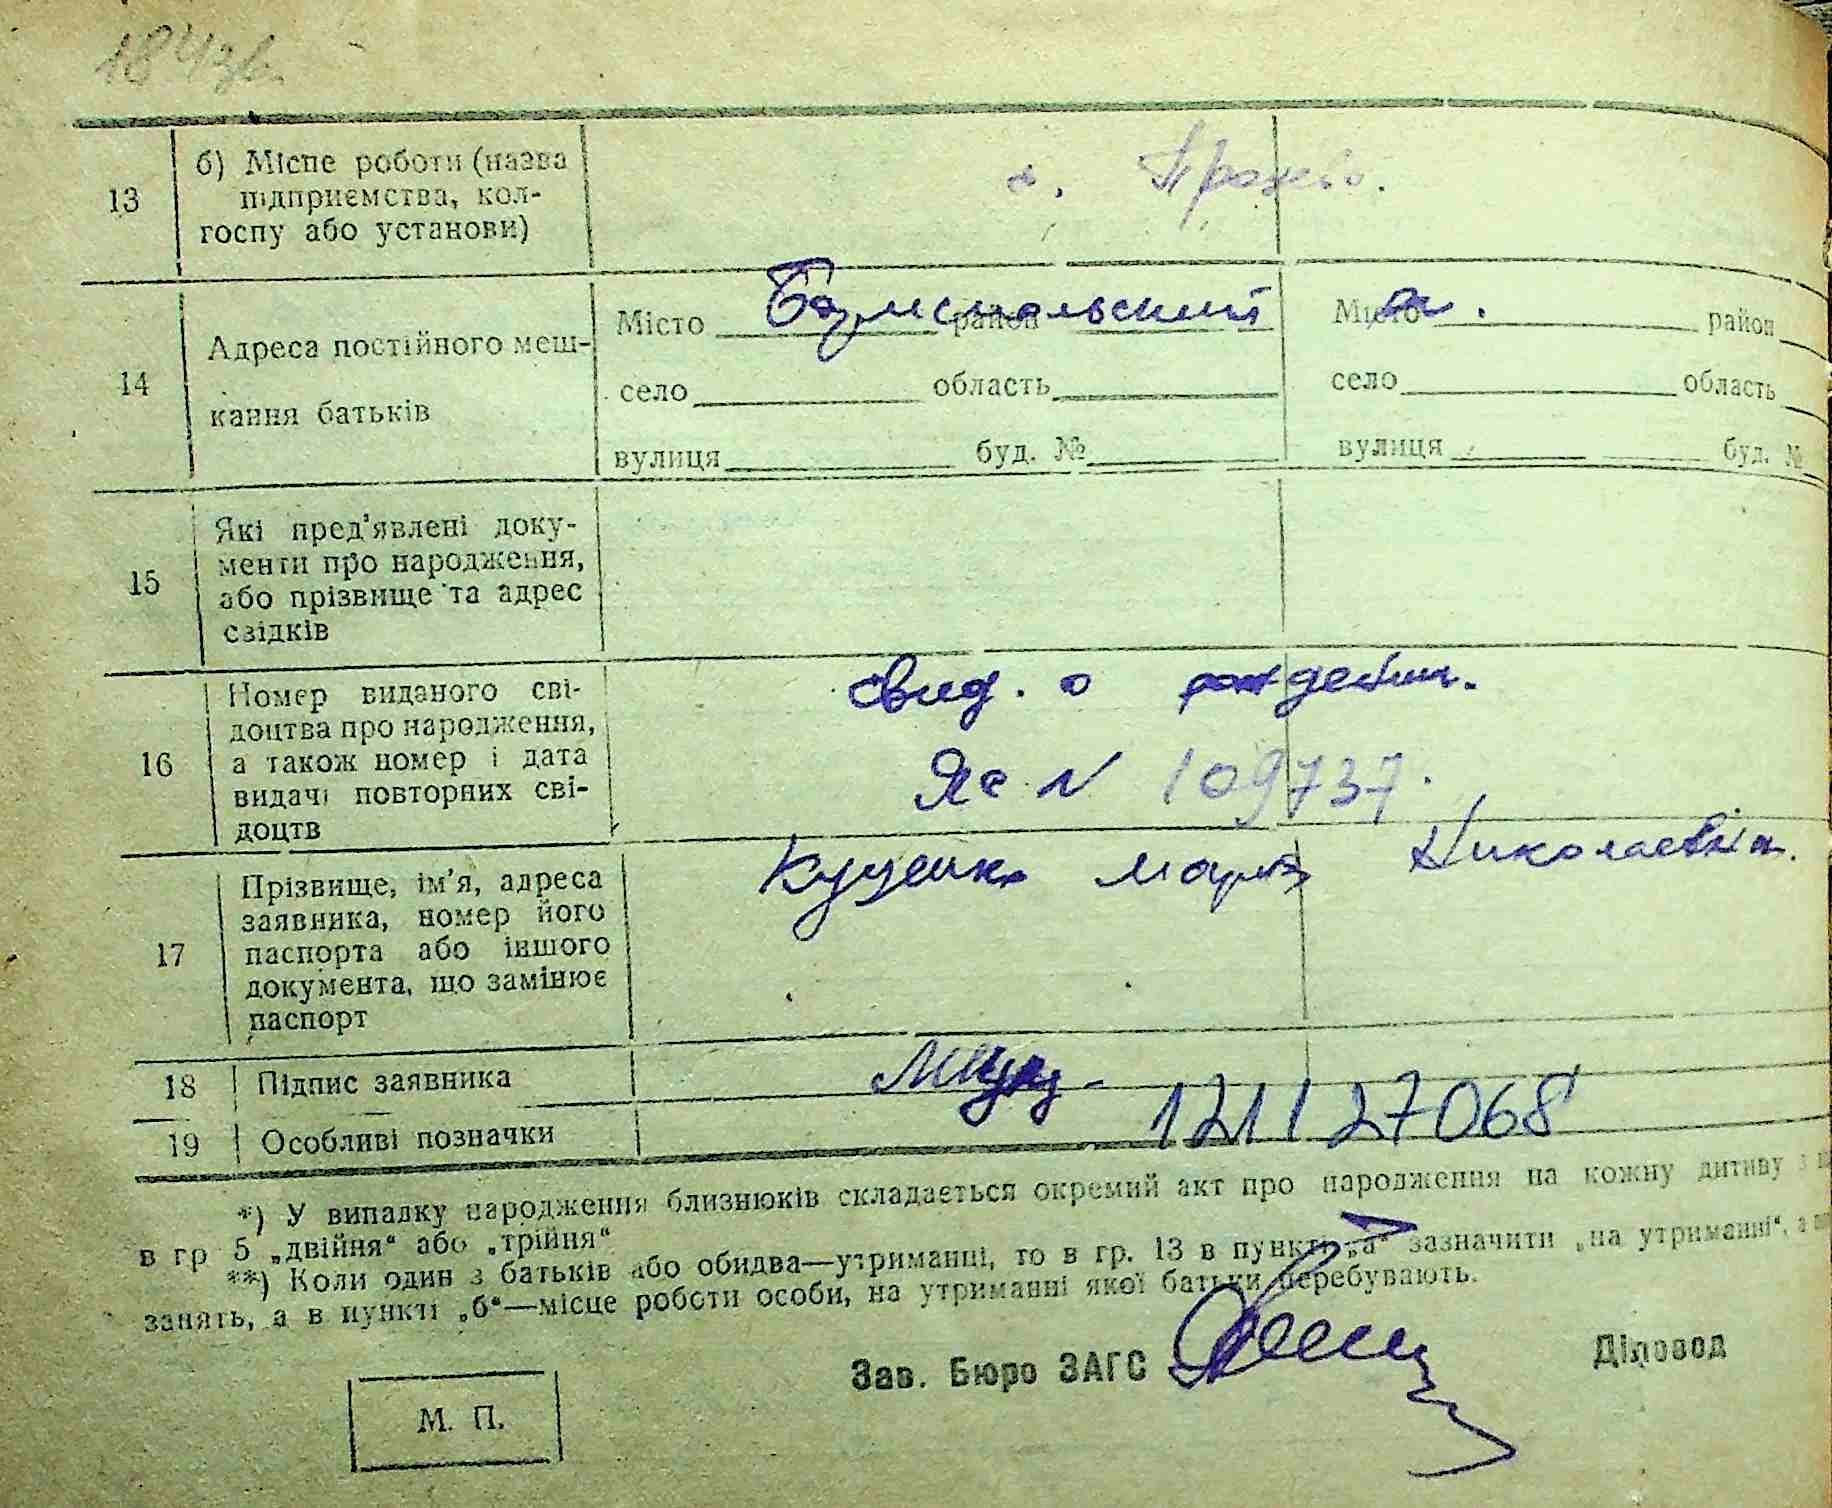 184зв.
13
б) Місце роботи (назва
підприємства, кол-
госпу або установи)
14
Адреса постійного меш-
кання батьків
Місто район
село область
вулиця буд. №
Місто район
село область
вулиця буд. №
15
Які пред'явлені доку-
менти про народження,
або прізвище та адрес
свідків
16
Номер виданого сві-
доцтва про народження,
а також номер і дата
видачі повторних сві-
доцтв
свид. о рождении.
ЯС N 109737.
17
Прізвище, ім'я, адреса
заявника, номер його
паспорта або іншого
документа, що замінює
паспорт
Куценко Мария Николаевна.
18
Підпис заявника
19
Особливі позначки
121127068
*) У випадку народження близнюків складається окремий акт про народження на кожну дитину
в гр 5 „двійня“ або „трійня“
**) Коли один з батьків або обидва—утриманці, то в гр. 13 в пункті „а“ зазначити „на утриманні“, а
занять, а в пункті „б“—місце роботи особи, на утриманні якої батьки перебувають.
Зав. Бюро ЗАГС
Діловод
М. П.